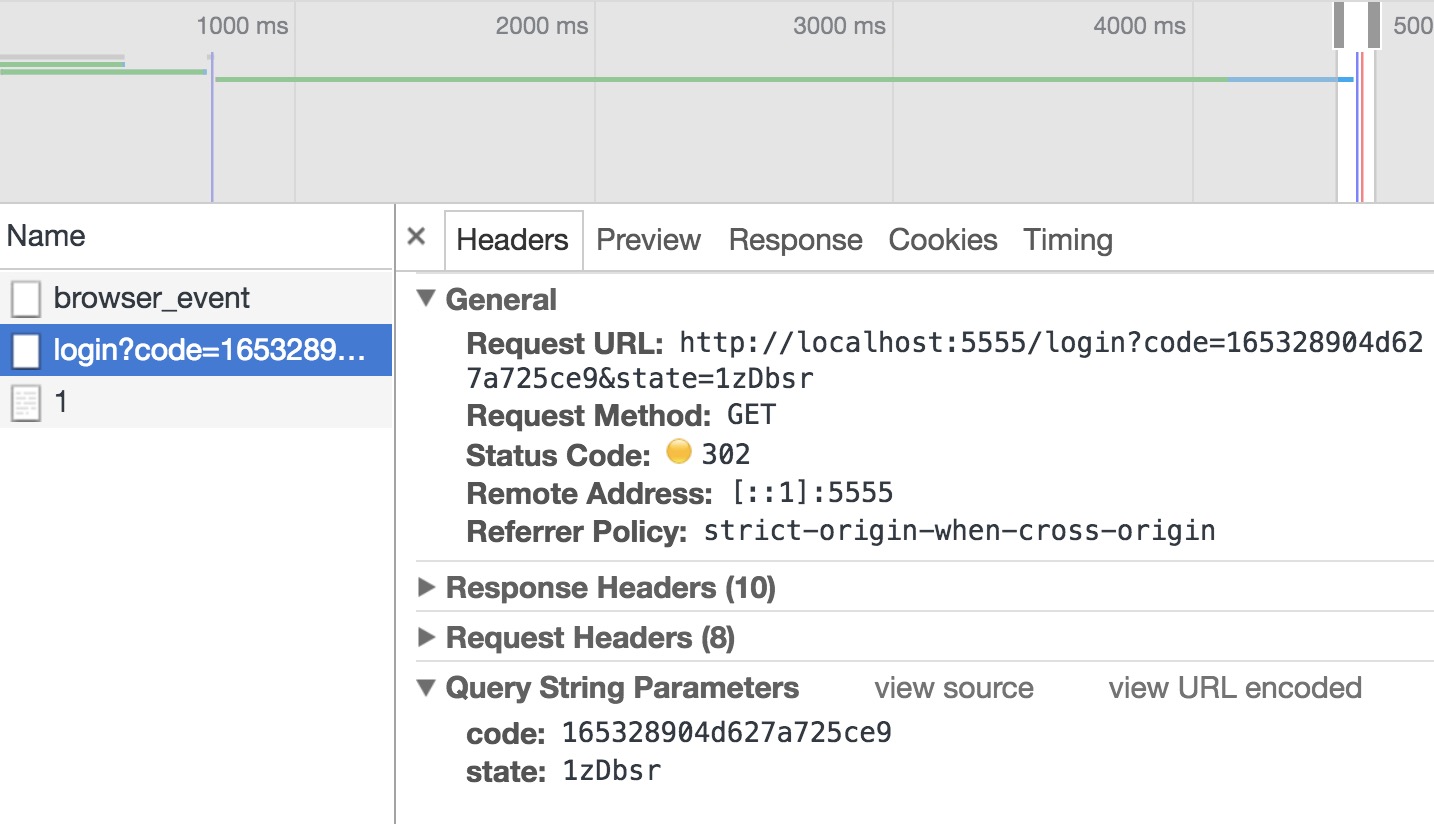 1000 ms 2000 ms 3000 ms 4000 ms 500
Name
browser_event
login?code=1653289...
1
× Headers Preview Response Cookies Timing
▼ General
Request URL: http://localhost:5555/login?code=165328904d62
7a725ce9&state=1zDbsr
Request Method: GET
Status Code: 302
Remote Address: [::1]:5555
Referrer Policy: strict-origin-when-cross-origin
▶ Response Headers (10)
▶ Request Headers (8)
▼ Query String Parameters view source view URL encoded
code: 165328904d627a725ce9
state: 1zDbsr